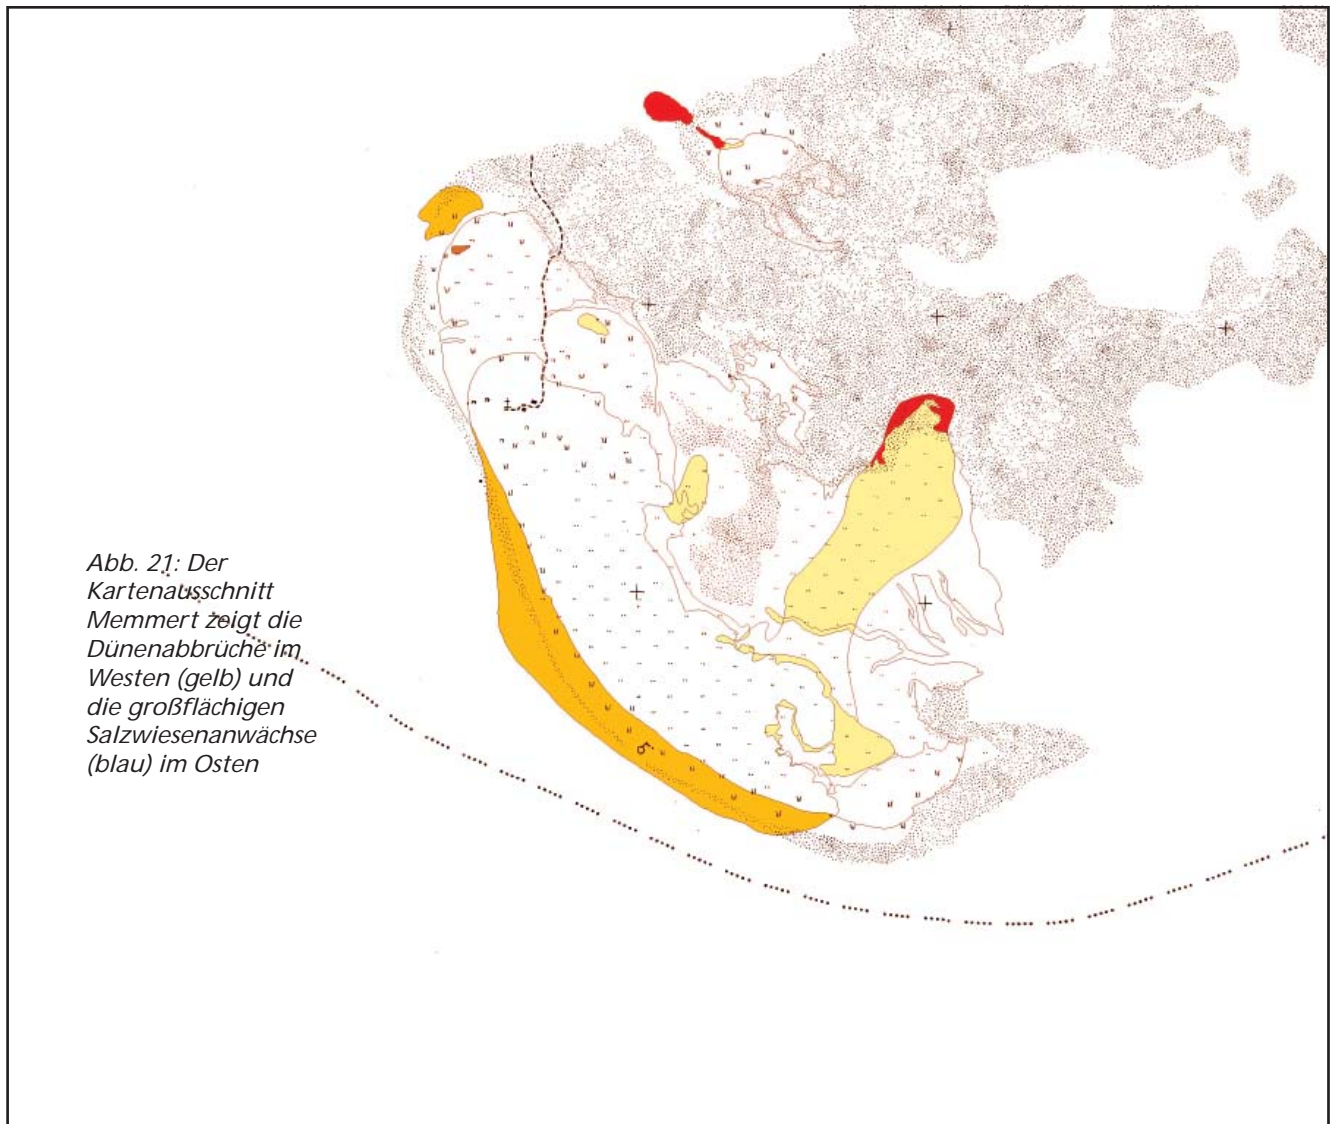 Abb. 21: Der
Kartenausschnitt
Memmert zeigt die
Dünenabbrüche im
Westen (gelb) und
die großflächigen
Salzwiesenanwächse
(blau) im Osten